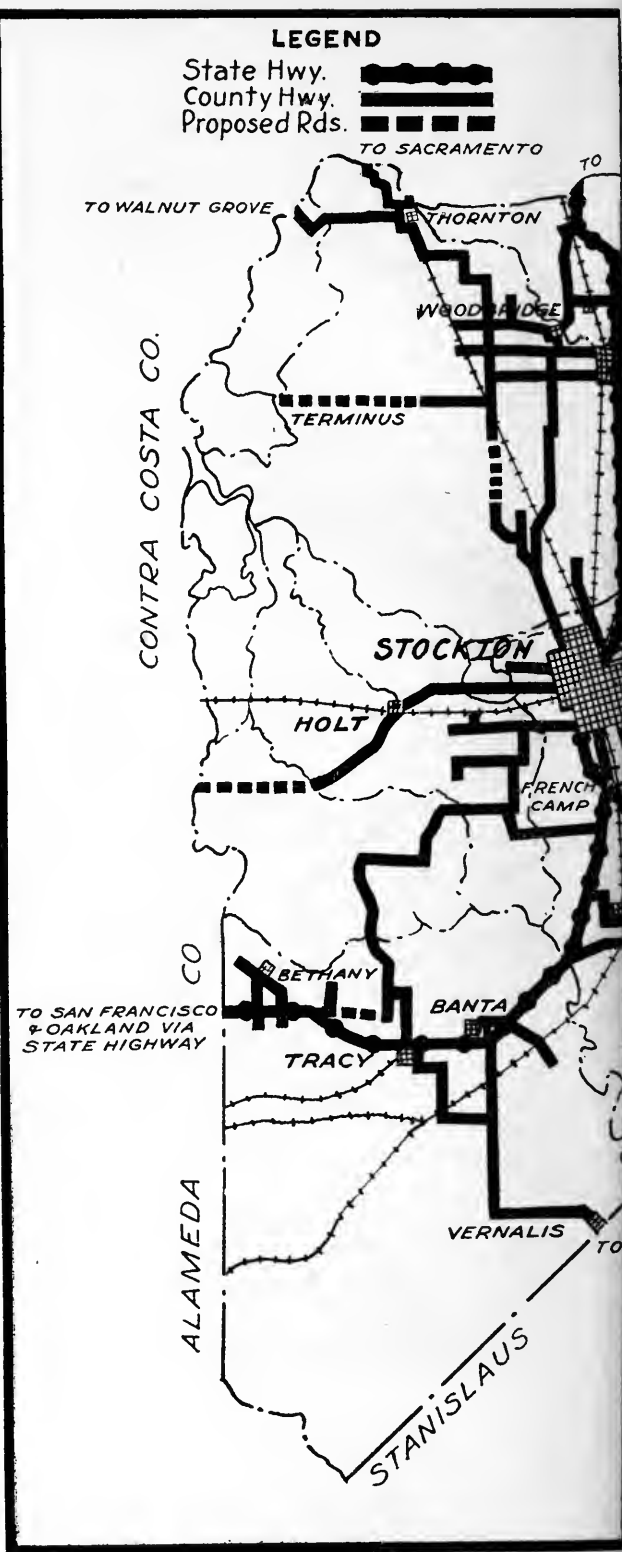 LEGEND
State Hwy.
County Hwy.
Proposed Rds.
TO SACRAMENTO
TO
TO WALNUT GROVE
THORNTON
WOODBRIDGE
CONTRA COSTA CO.
TERMINUS
STOCKTON
HOLT
FRENCH
CAMP
CO
BETHANY
TO SAN FRANCISCO
& OAKLAND VIA
STATE HIGHWAY
BANTA
TRACY
ALAMEDA
VERNALIS
TO
STANISLAUS